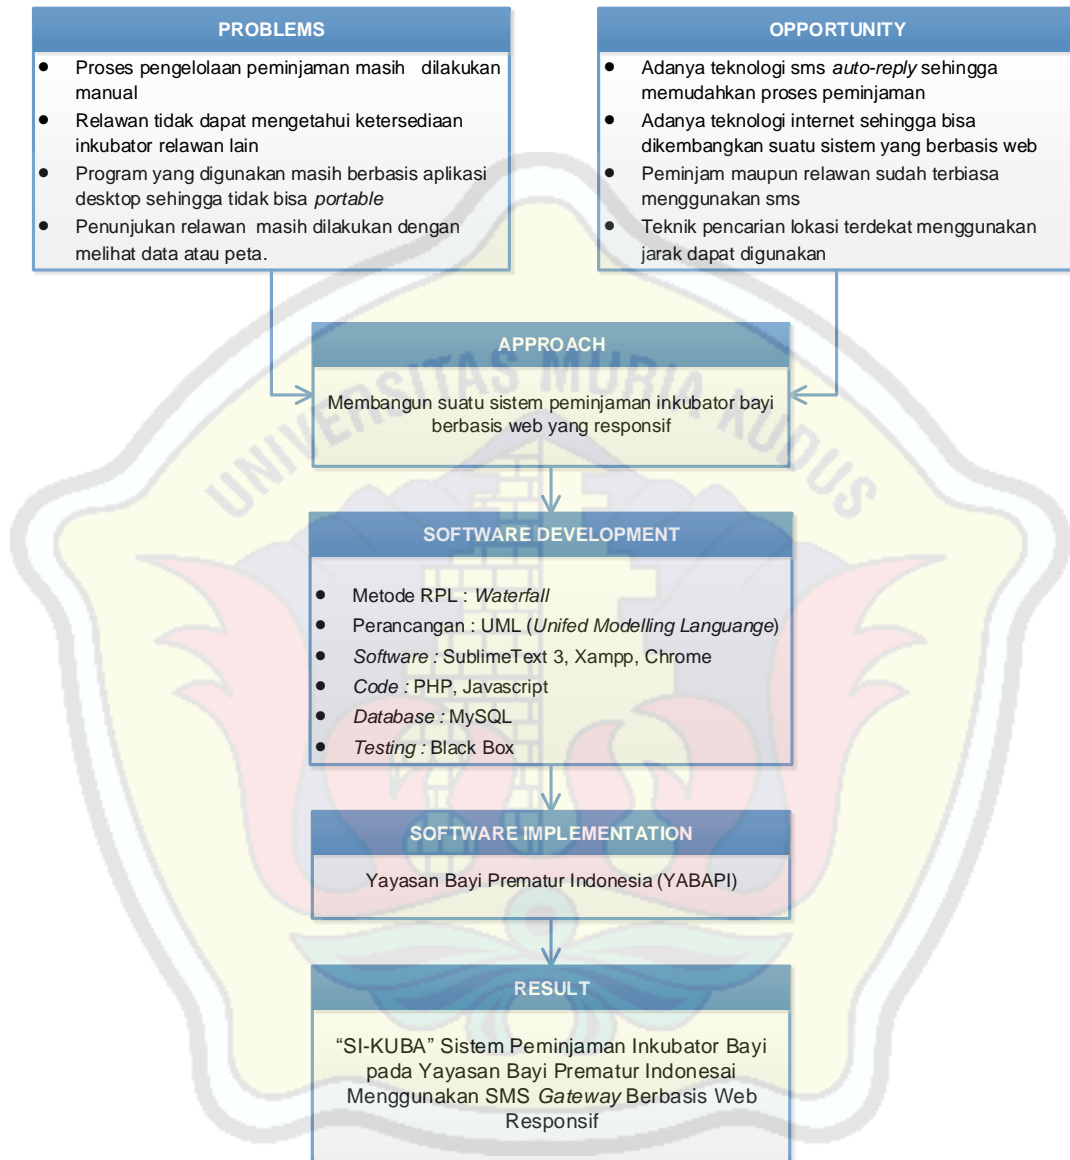 PROBLEMS
● Proses pengelolaan peminjaman masih dilakukan
manual
● Relawan tidak dapat mengetahui ketersediaan
inkubator relawan lain
● Program yang digunakan masih berbasis aplikasi
desktop sehingga tidak bisa portable
● Penunjukan relawan masih dilakukan dengan
melihat data atau peta.
OPPORTUNITY
● Adanya teknologi sms auto-reply sehingga
memudahkan proses peminjaman
● Adanya teknologi internet sehingga bisa
dikembangkan suatu sistem yang berbasis web
● Peminjam maupun relawan sudah terbiasa
menggunakan sms
● Teknik pencarian lokasi terdekat menggunakan
jarak dapat digunakan
UNIVERSITAS MURIA KUDUS
APPROACH
Membangun suatu sistem peminjaman inkubator bayi
berbasis web yang responsif
SOFTWARE DEVELOPMENT
● Metode RPL : Waterfall
● Perancangan : UML (Unifed Modelling Languange)
● Software : SublimeText 3, Xampp, Chrome
● Code : PHP, Javascript
● Database : MySQL
● Testing : Black Box
SOFTWARE IMPLEMENTATION
Yayasan Bayi Prematur Indonesia (YABAPI)
RESULT
“SI-KUBA” Sistem Peminjaman Inkubator Bayi
pada Yayasan Bayi Prematur Indonesai
Menggunakan SMS Gateway Berbasis Web
Responsif